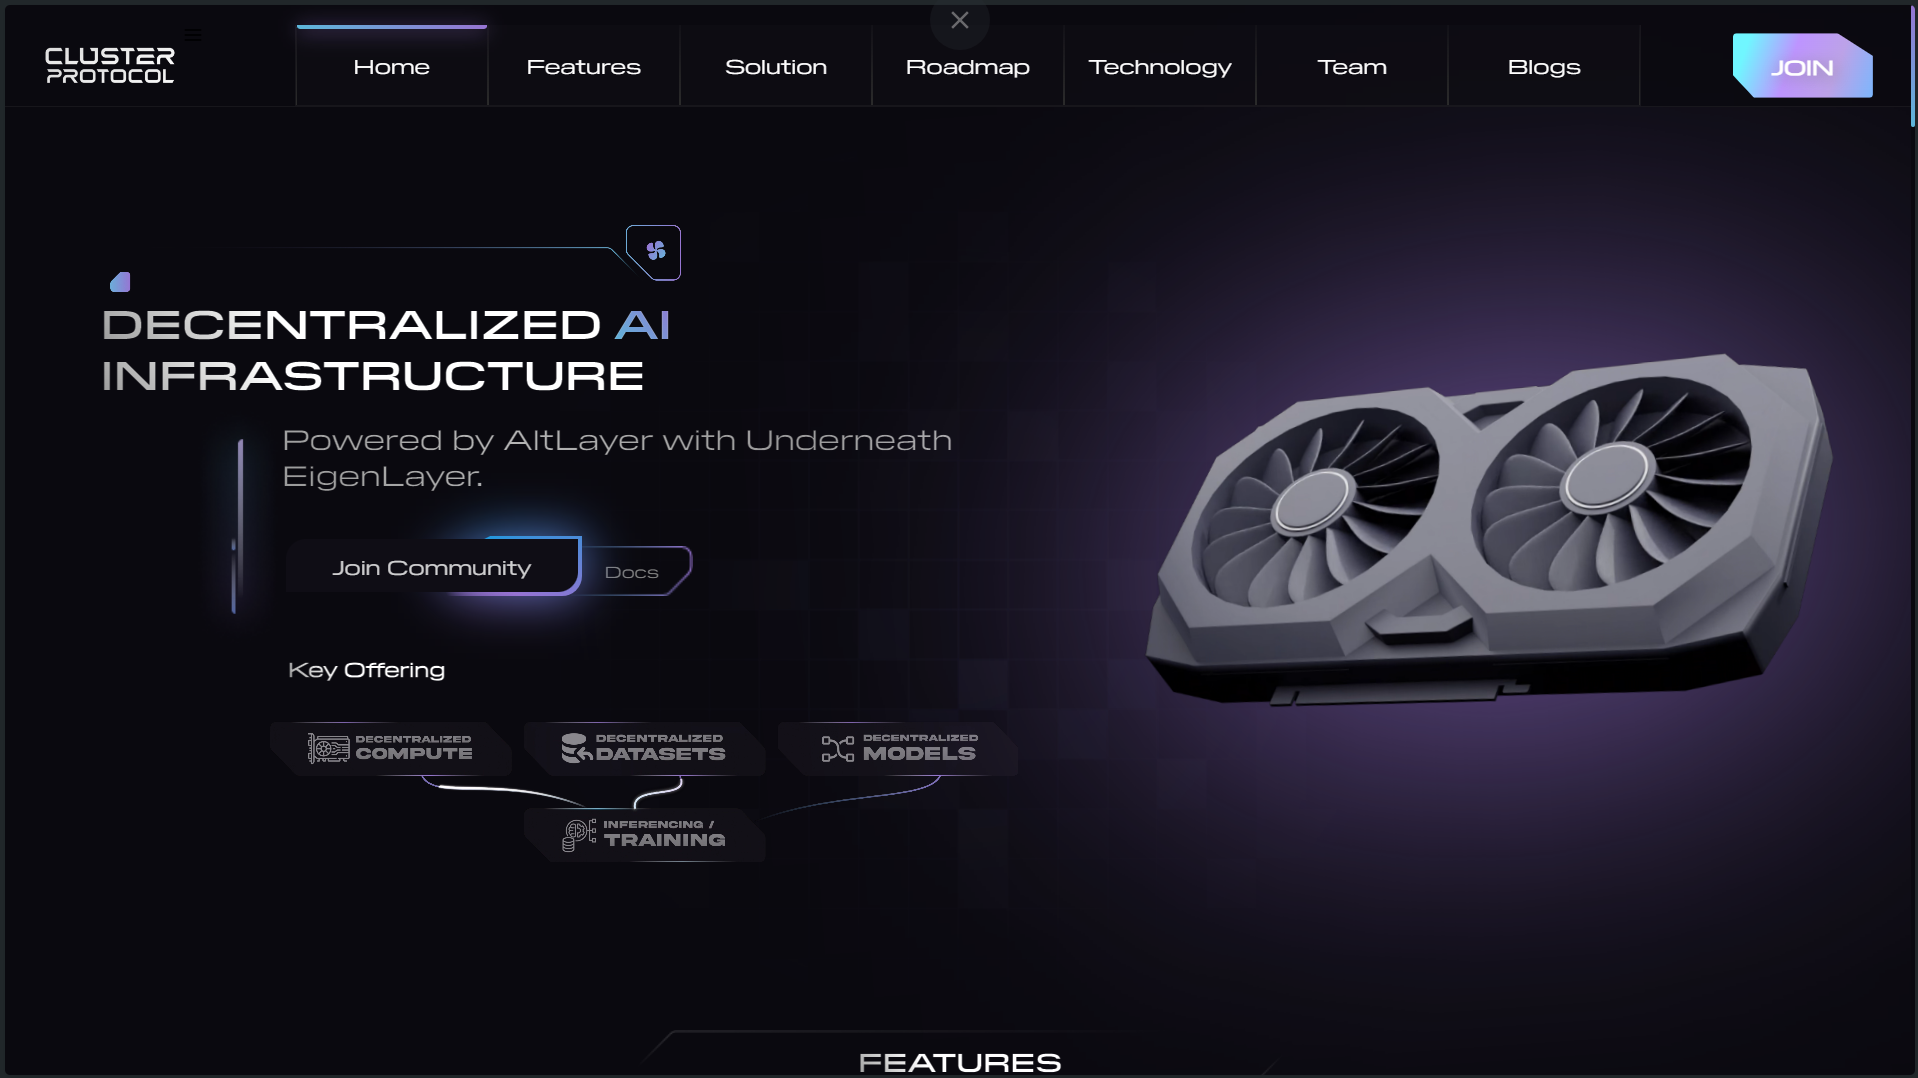 CLUSTER
PROTOCOL
Home
Features
Solution
Roadmap
Technology
Team
Blogs
JOIN
DECENTRALIZED AI
INFRASTRUCTURE
Powered by AltLayer with Underneath
EigenLayer.
Join Community
Docs
Key Offering
DECENTRALIZED
COMPUTE
DECENTRALIZED
DATASETS
DECENTRALIZED
MODELS
INFERENCING /
TRAINING
FEATURES